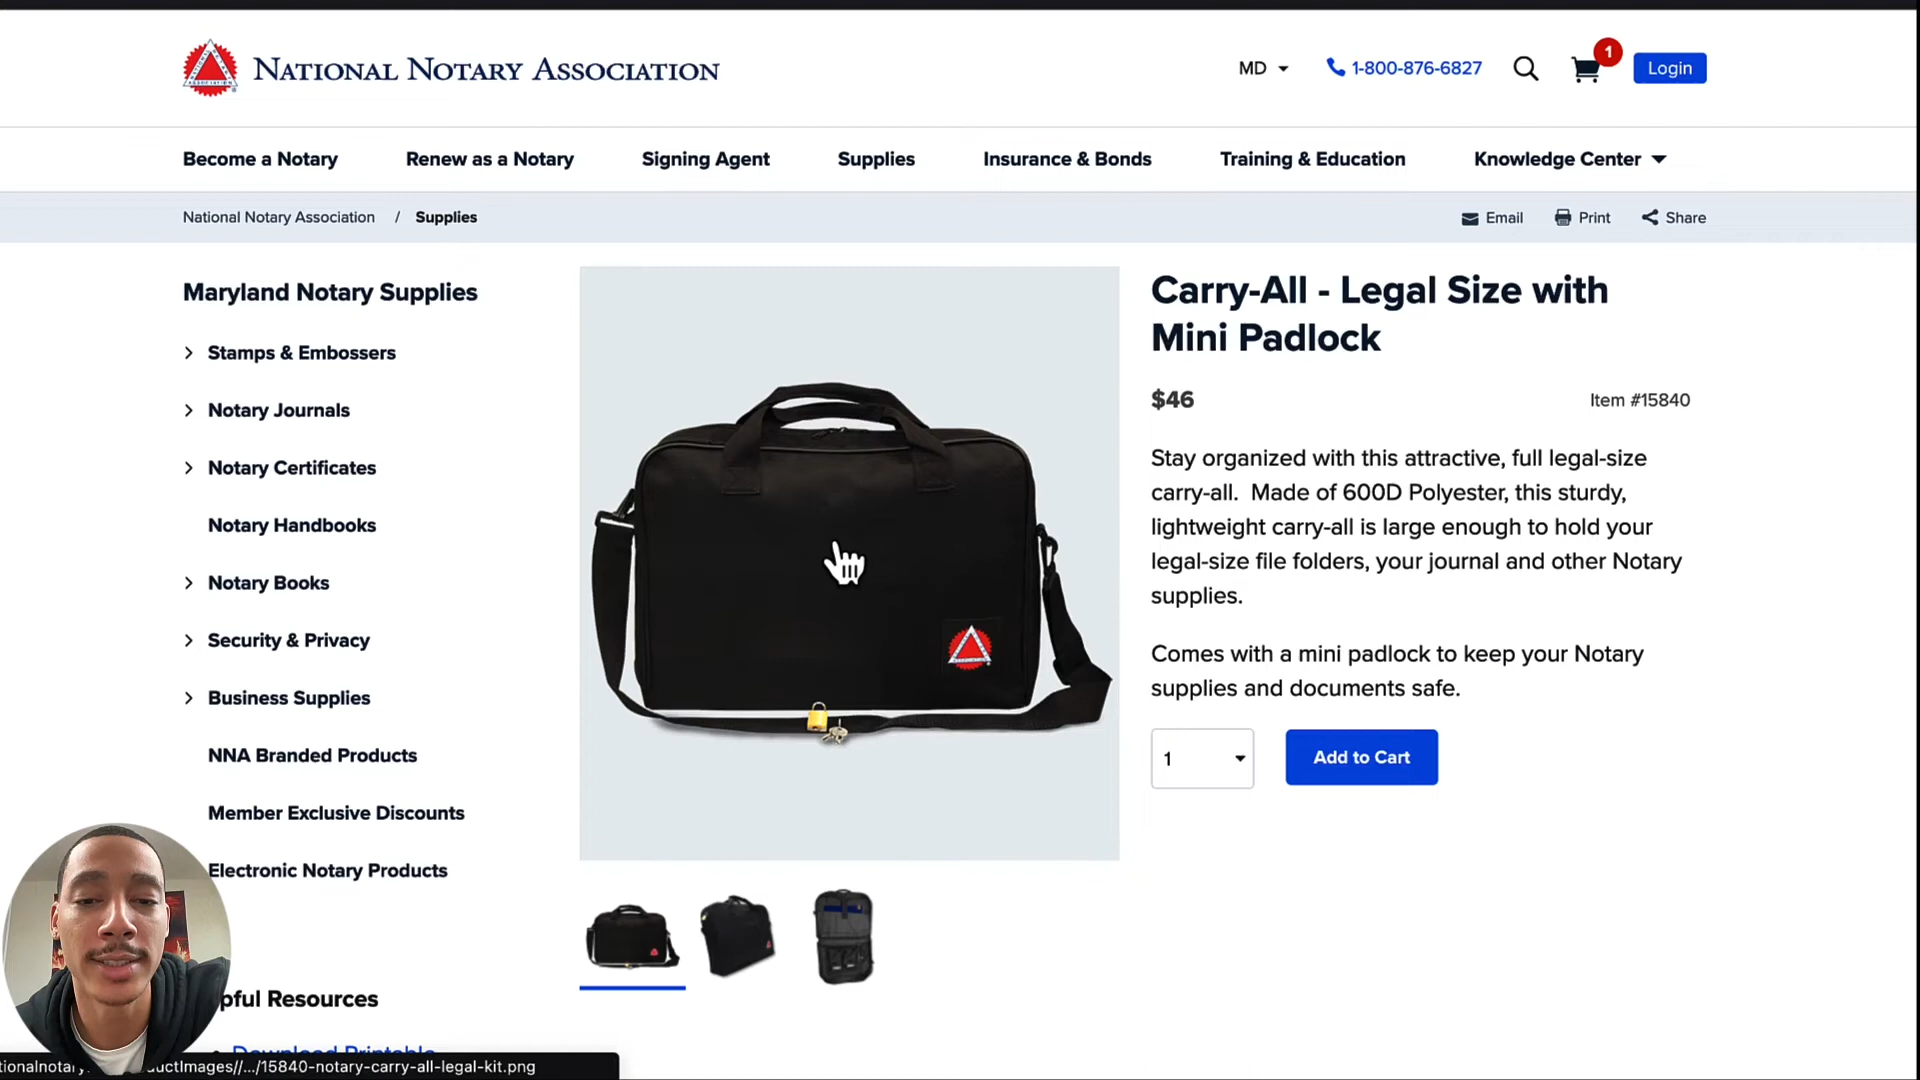 NATIONAL NOTARY ASSOCIATION
MD
1-800-876-6827
1
Login
Become a Notary
Renew as a Notary
Signing Agent
Supplies
Insurance & Bonds
Training & Education
Knowledge Center
National Notary Association / Supplies
Email
Print
Share
Maryland Notary Supplies
Stamps & Embossers
Notary Journals
Notary Certificates
Notary Handbooks
Notary Books
Security & Privacy
Business Supplies
NNA Branded Products
Member Exclusive Discounts
Electronic Notary Products
pful Resources
Download Printable
Carry-All - Legal Size with
Mini Padlock
$46
Item #15840
Stay organized with this attractive, full legal-size
carry-all. Made of 600D Polyester, this sturdy,
lightweight carry-all is large enough to hold your
legal-size file folders, your journal and other Notary
supplies.
Comes with a mini padlock to keep your Notary
supplies and documents safe.
1
Add to Cart
tionalnotary. uctImages//.../15840-notary-carry-all-legal-kit.png